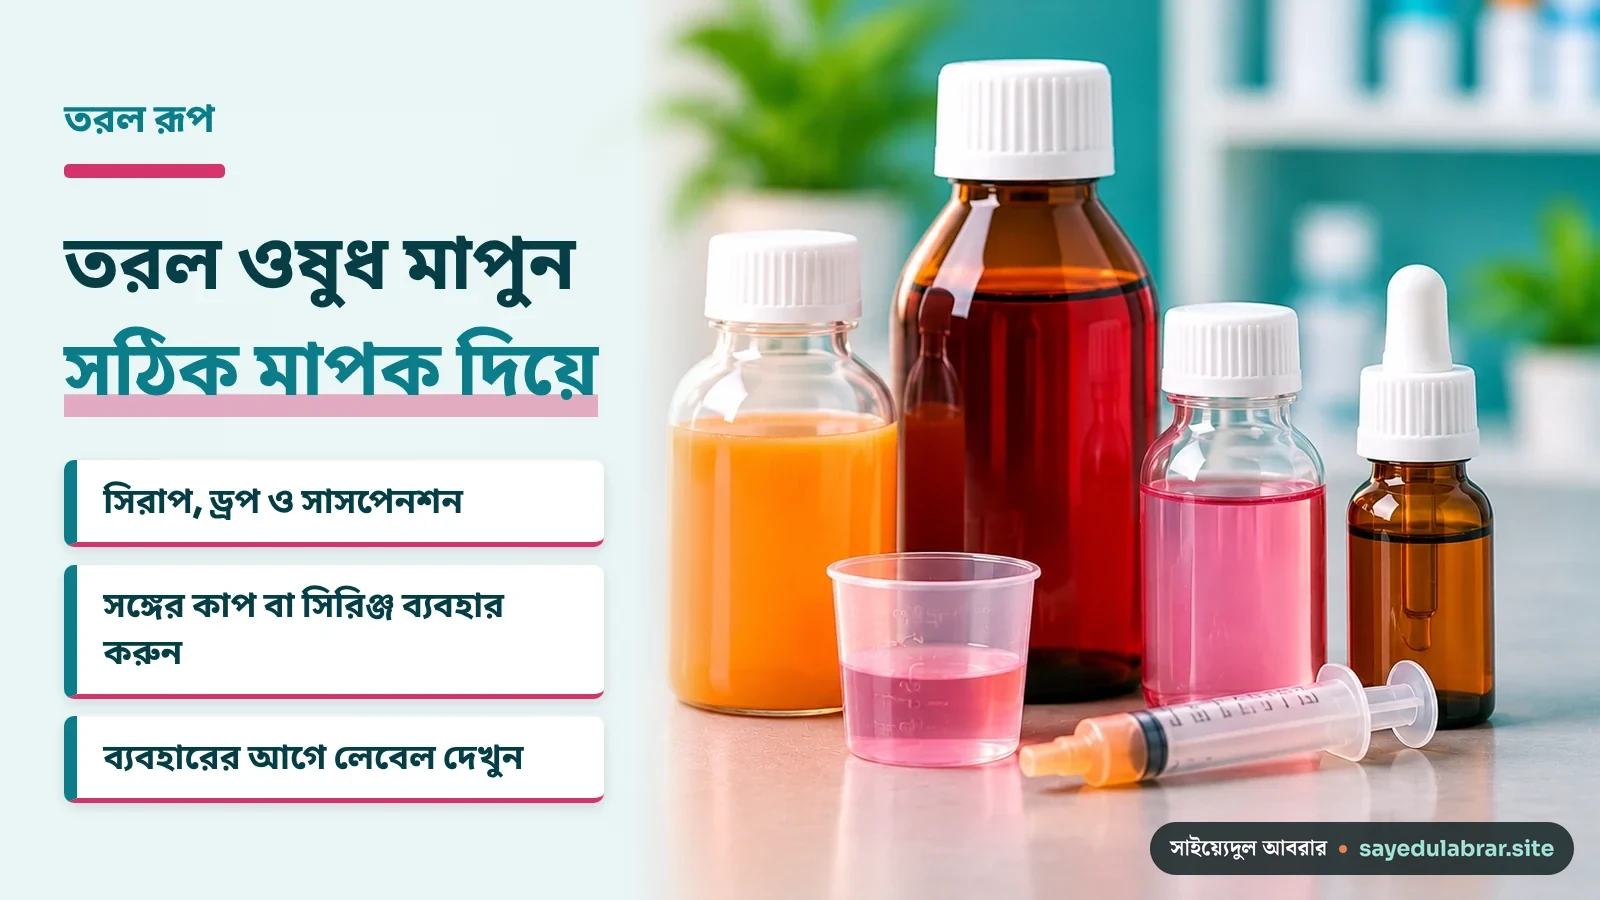 তরল রূপ
তরল ওষুধ মাপুন
সঠিক মাপক দিয়ে
সিরাপ, ড্রপ ও সাসপেনশন
সঙ্গের কাপ বা সিরিঞ্জ ব্যবহার
করুন
ব্যবহারের আগে লেবেল দেখুন
সাইয়্যেদুল আবরার • sayedulabrar.site